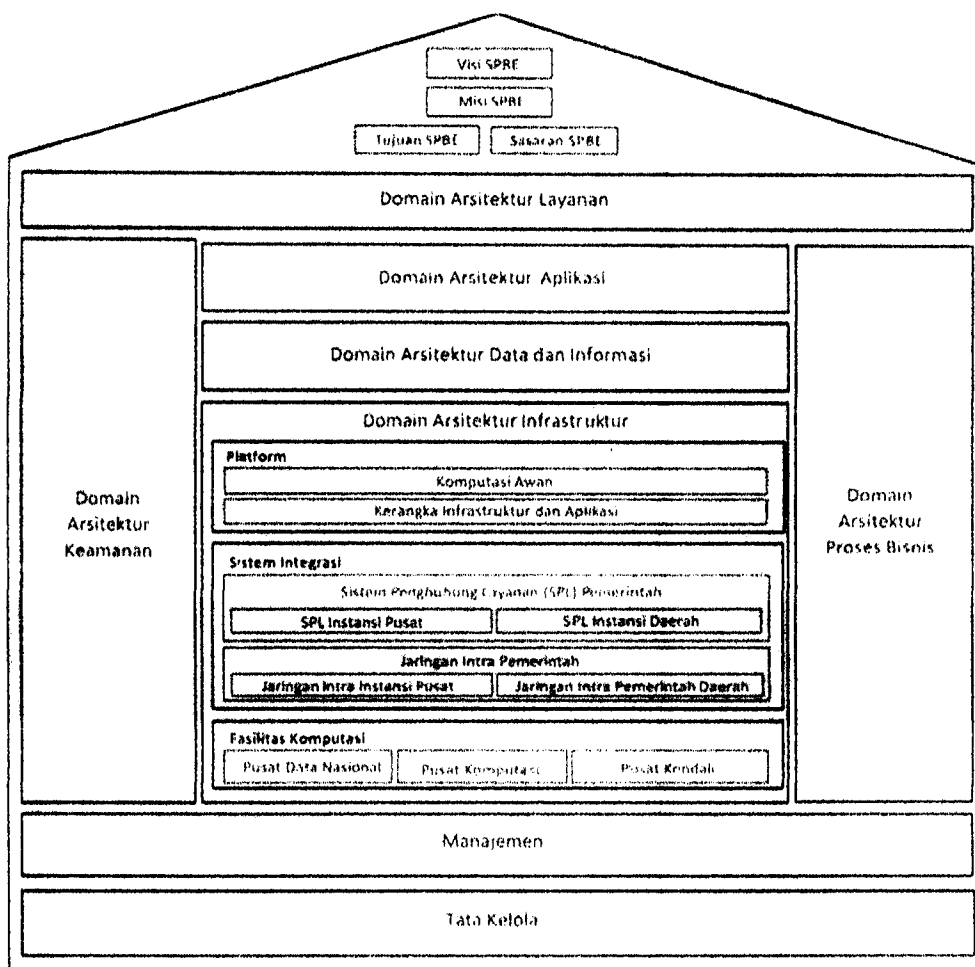 Visi SPBE
Misi SPBE
Tujuan SPBE
Sasaran SPBE
Domain Arsitektur Layanan
Domain Arsitektur Aplikasi
Domain Arsitektur Data dan Informasi
Domain Arsitektur Infrastruktur
Platform
Komputasi Awan
Kerangka Infrastruktur dan Aplikasi
Domain
Arsitektur
Keamanan
Domain
Arsitektur
Proses Bisnis
Sistem Integrasi
Sistem Penghubung Layanan (SPL) Pemerintah
SPL Instansi Pusat
SPL Instansi Daerah
Jaringan Intra Pemerintah
Jaringan Intra Instansi Pusat
Jaringan Intra Pemerintah Daerah
Fasilitas Komputasi
Pusat Data Nasional
Pusat Komputasi
Pusat Kendali
Manajemen
Tata Kelola